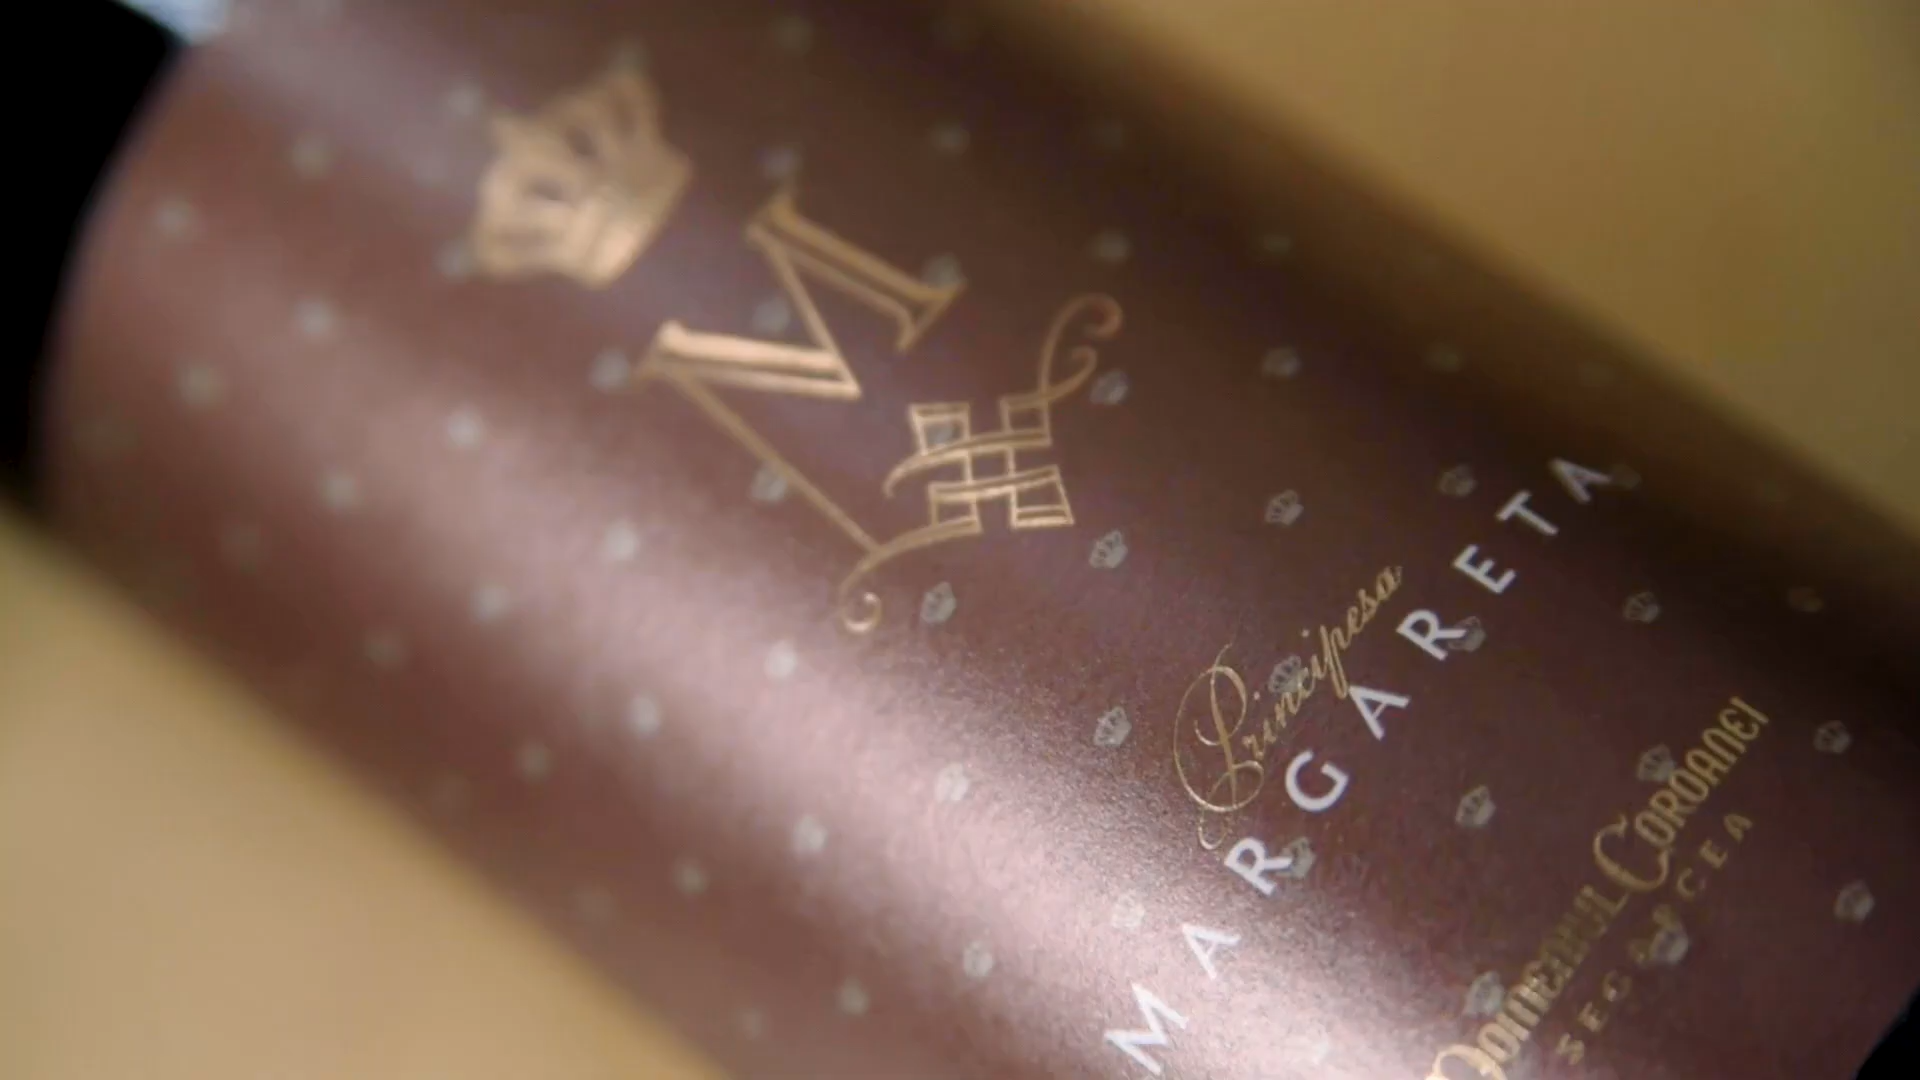 M
Principesa
MARGARETA
DOMENIUL COROANEI
SEGARCEA